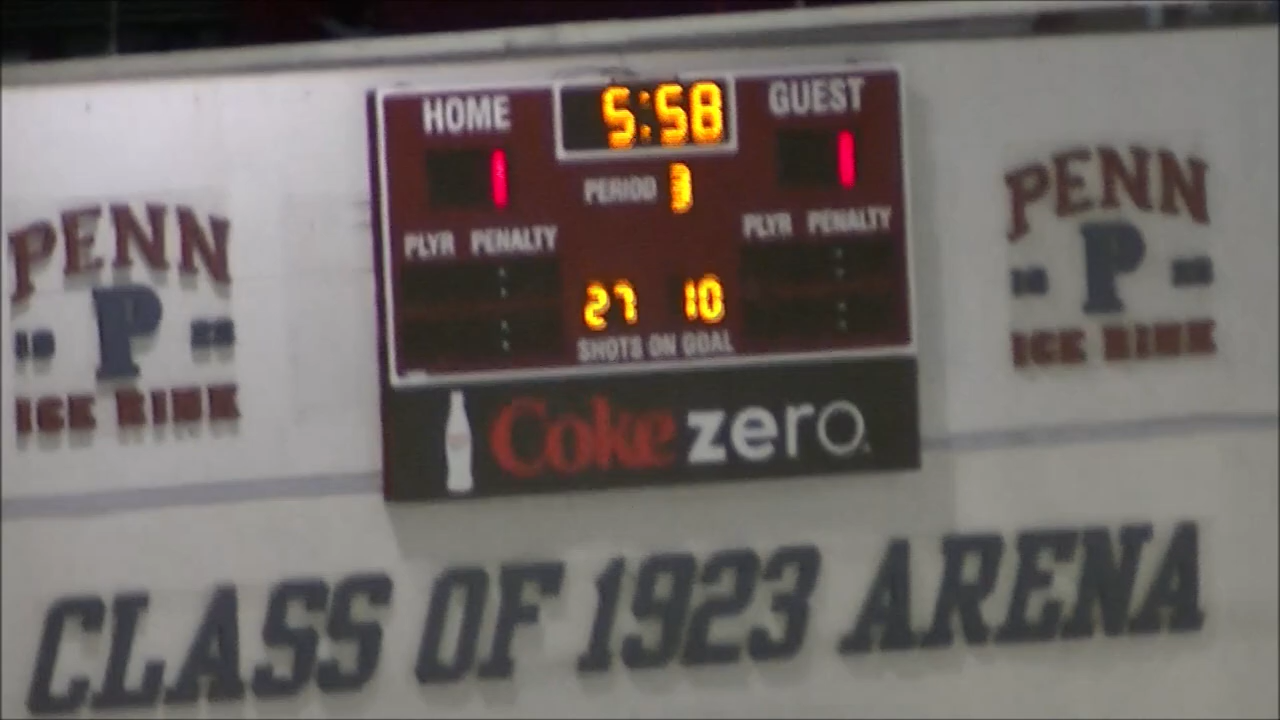 HOME 5:58 GUEST
1 PERIOD 3 1
PLYR PENALTY PLYR PENALTY
27 10
SHOTS ON GOAL
Coke zero
PENN
P
ICE RINK
PENN
P
ICE RINK
CLASS OF 1923 ARENA